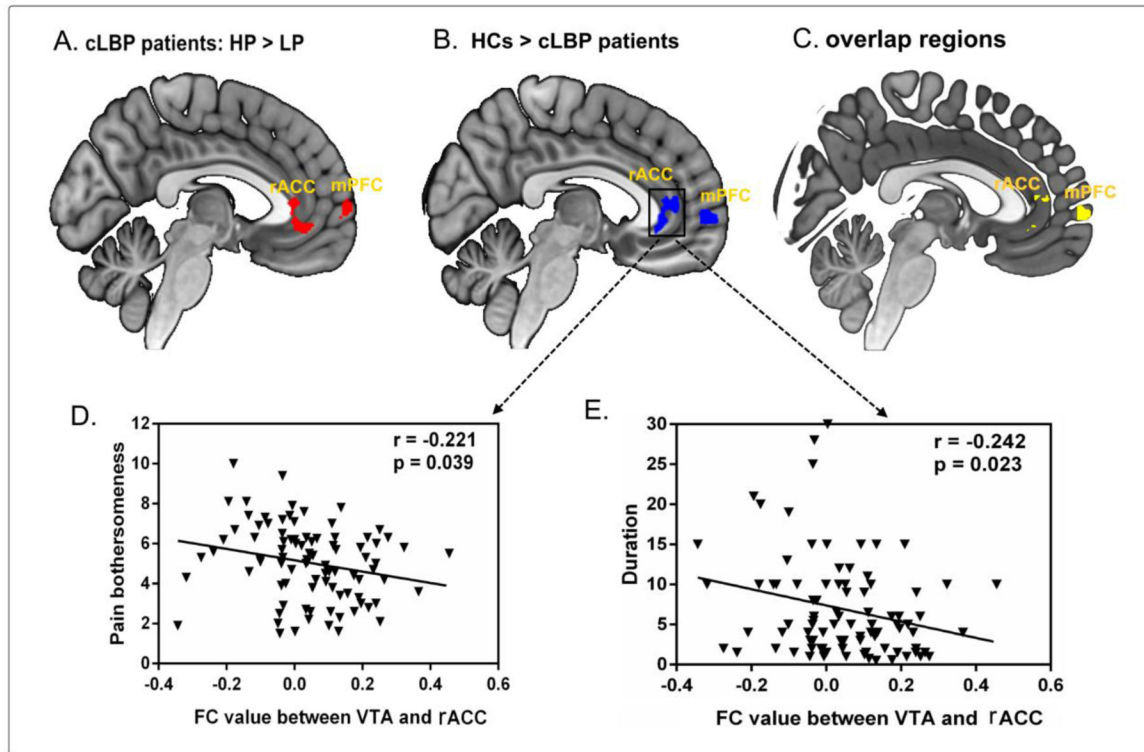 A. cLBP patients: HP > LP
B. HCs > cLBP patients
C. overlap regions
rACC
mPFC
rACC
mPFC
rACC
mPFC
D.
r = -0.221
p = 0.039
Pain bothersomeness
12
10
8
6
4
2
0
-0.4
-0.2
0.0
0.2
0.4
0.6
FC value between VTA and rACC
E.
r = -0.242
p = 0.023
Duration
30
25
20
15
10
5
0
-0.4
-0.2
0.0
0.2
0.4
0.6
FC value between VTA and rACC